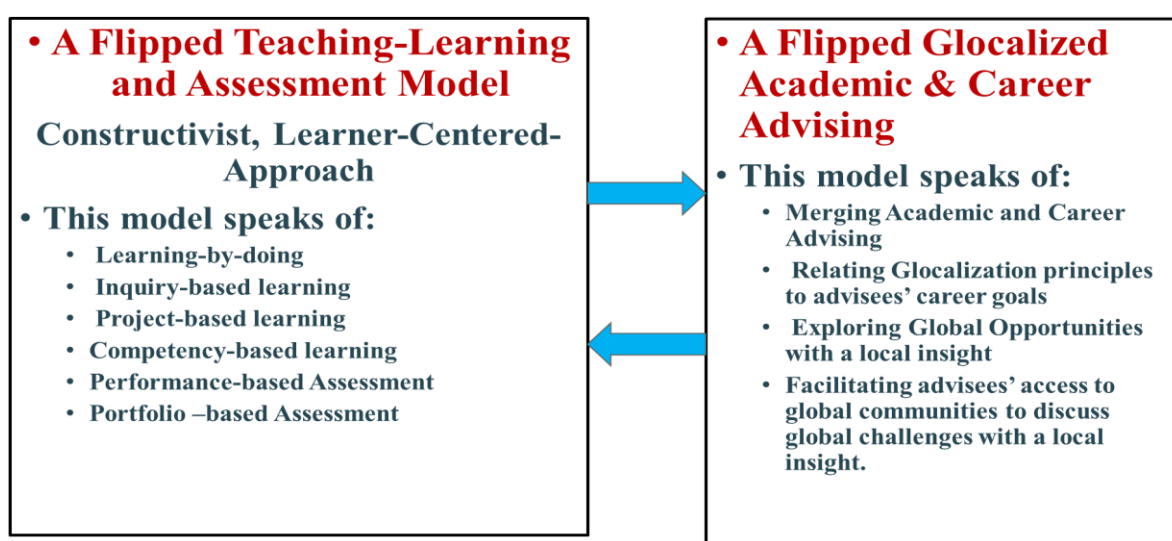 • A Flipped Teaching-Learning
and Assessment Model
Constructivist, Learner-Centered-
Approach
• This model speaks of:
• Learning-by-doing
• Inquiry-based learning
• Project-based learning
• Competency-based learning
• Performance-based Assessment
• Portfolio –based Assessment
• A Flipped Glocalized
Academic & Career
Advising
• This model speaks of:
• Merging Academic and Career
Advising
• Relating Glocalization principles
to advisees’ career goals
• Exploring Global Opportunities
with a local insight
• Facilitating advisees’ access to
global communities to discuss
global challenges with a local
insight.